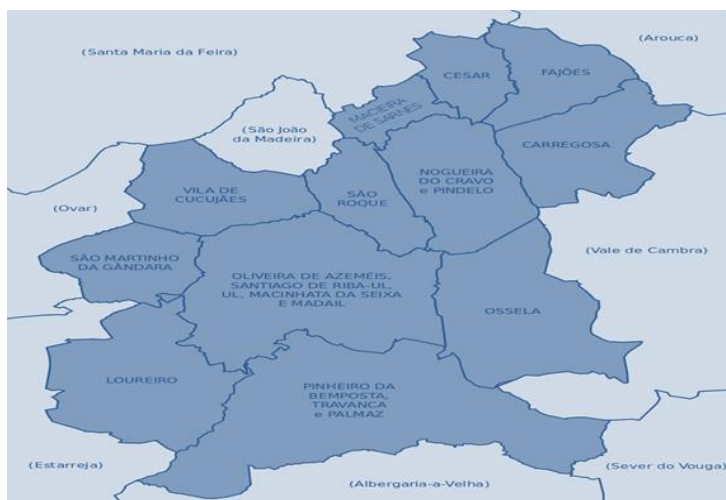 (Santa Maria da Feira)
(Arouca)
CESAR
FAJÕES
MACIEIRA
DE SARNES
(São João
da Madeira)
CARREGOSA
NOGUEIRA
DO CRAVO
e PINDELO
VILA DE
CUCUJÃES
SÃO
ROQUE
(Ovar)
(Vale de Cambra)
SÃO MARTINHO
DA GÂNDARA
OLIVEIRA DE AZEMÉIS,
SANTIAGO DE RIBA-UL,
UL, MACINHATA DA SEIXA
E MADAIL
OSSELA
LOUREIRO
PINHEIRO DA
BEMPOSTA,
TRAVANCA
e PALMAZ
(Estarreja)
(Albergaria-a-Velha)
(Sever do Vouga)